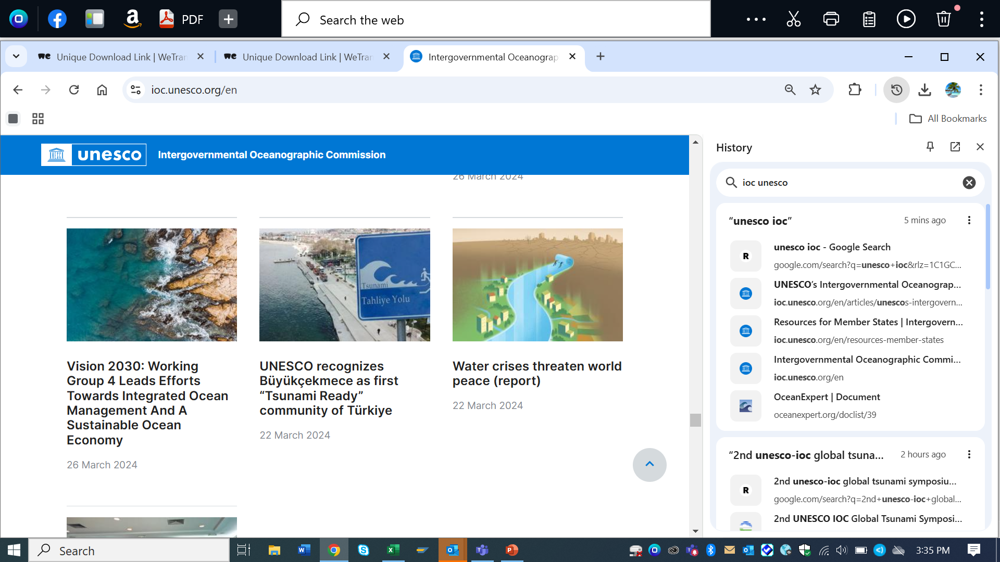 PDF
Search the web
Unique Download Link | WeTran
Unique Download Link | WeTran
Intergovernmental Oceanograp
ioc.unesco.org/en
All Bookmarks
unesco
Intergovernmental Oceanographic Commission
26 March 2024
Tsunami
Tahliye Yolu
Vision 2030: Working
Group 4 Leads Efforts
Towards Integrated Ocean
Management And A
Sustainable Ocean
Economy
26 March 2024
UNESCO recognizes
Büyükçekmece as first
“Tsunami Ready”
community of Türkiye
22 March 2024
Water crises threaten world
peace (report)
22 March 2024
History
ioc unesco
“unesco ioc”
5 mins ago
R
unesco ioc - Google Search
google.com/search?q=unesco+ioc&rlz=1C1GC...
UNESCO’s Intergovernmental Oceanograp...
ioc.unesco.org/en/articles/unescos-intergovern...
Resources for Member States | Intergovern...
ioc.unesco.org/en/resources-member-states
Intergovernmental Oceanographic Commi...
ioc.unesco.org/en
OceanExpert | Document
oceanexpert.org/doclist/39
“2nd unesco-ioc global tsuna...
2 hours ago
R
2nd unesco-ioc global tsunami symposiu...
google.com/search?q=2nd+unesco-ioc+global...
2nd UNESCO IOC Global Tsunami Symposi...
Search
3:35 PM